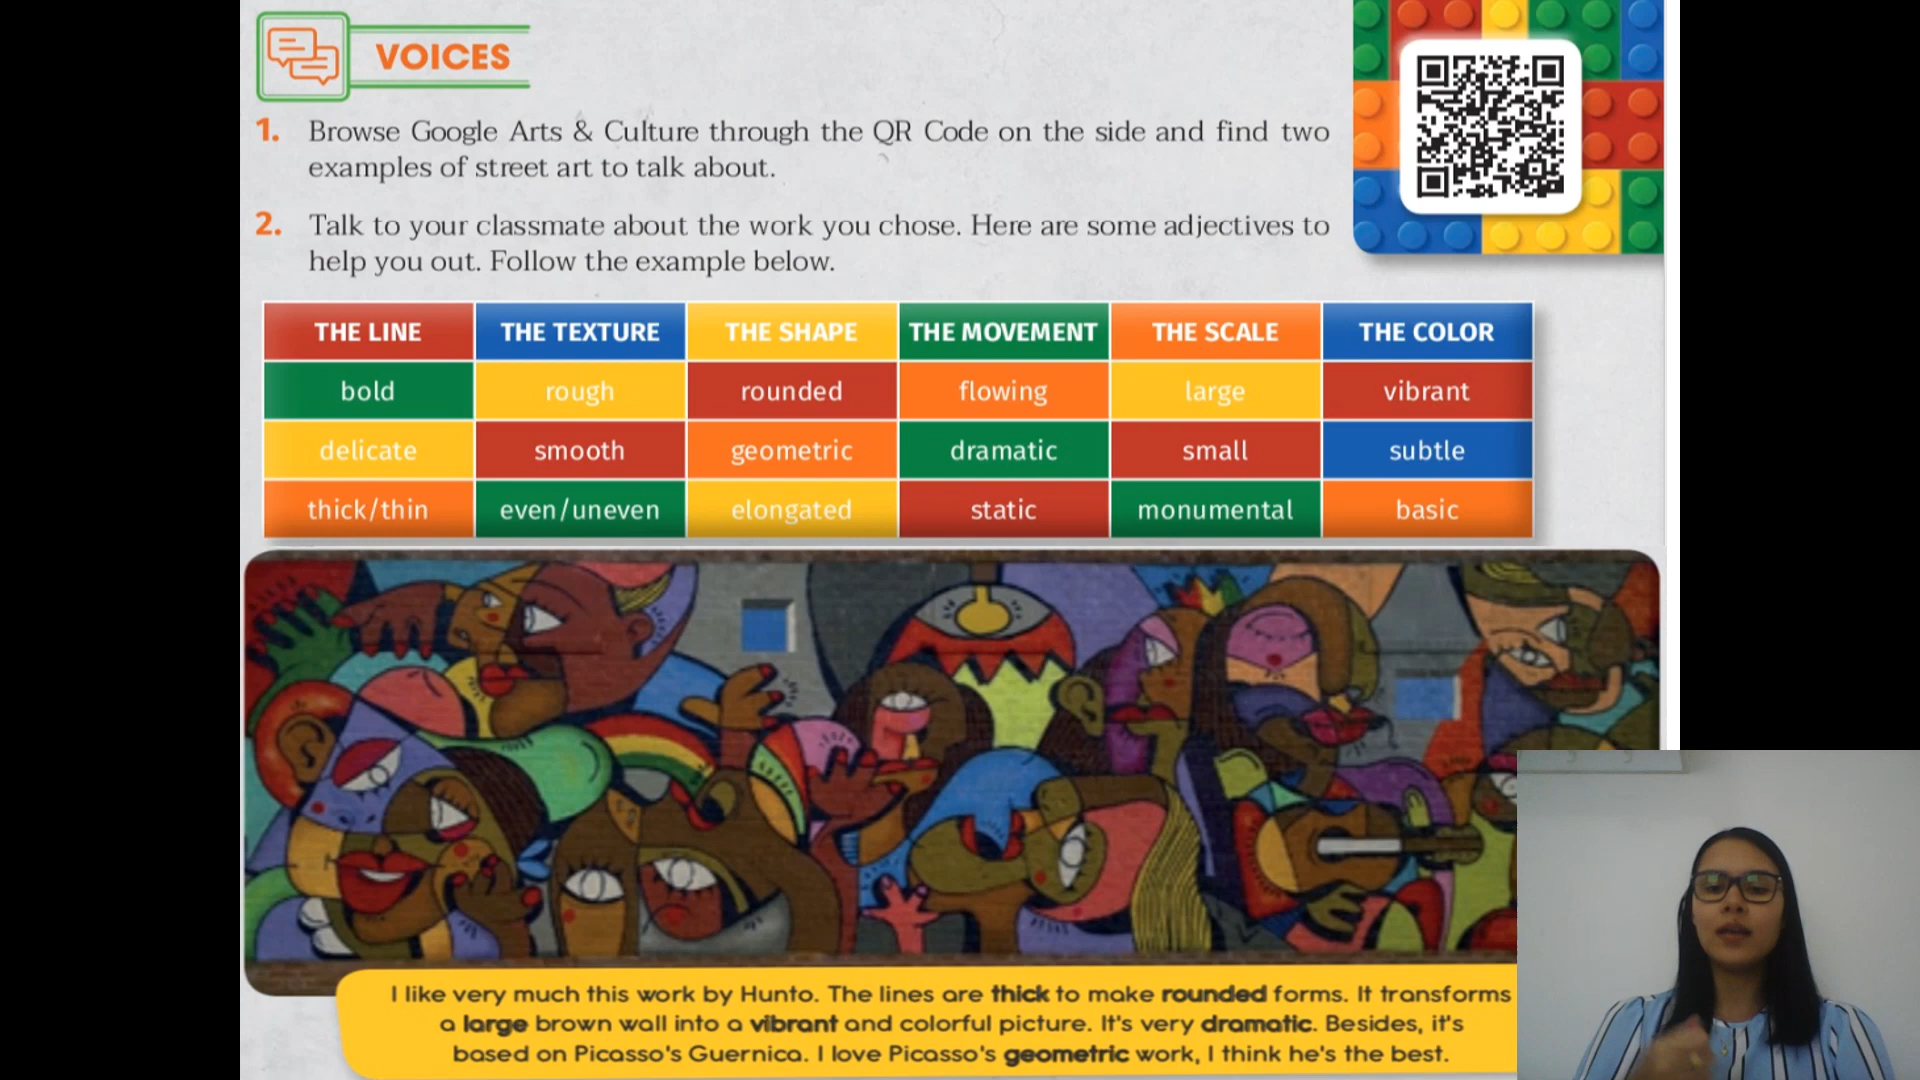 VOICES
1. Browse Google Arts & Culture through the QR Code on the side and find two
examples of street art to talk about.
2. Talk to your classmate about the work you chose. Here are some adjectives to
help you out. Follow the example below.
THE LINE THE TEXTURE THE SHAPE THE MOVEMENT THE SCALE THE COLOR
bold rough rounded flowing large vibrant
delicate smooth geometric dramatic small subtle
thick/thin even/uneven elongated static monumental basic
I like very much this work by Hunto. The lines are thick to make rounded forms. It transforms
a large brown wall into a vibrant and colorful picture. It's very dramatic. Besides, it's
based on Picasso's Guernica. I love Picasso's geometric work, I think he's the best.